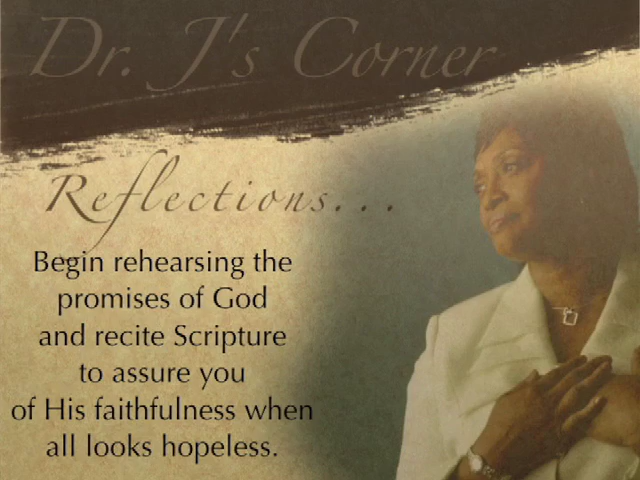 Dr. J's Corner
Reflections...
Begin rehearsing the
promises of God
and recite Scripture
to assure you
of His faithfulness when
all looks hopeless.